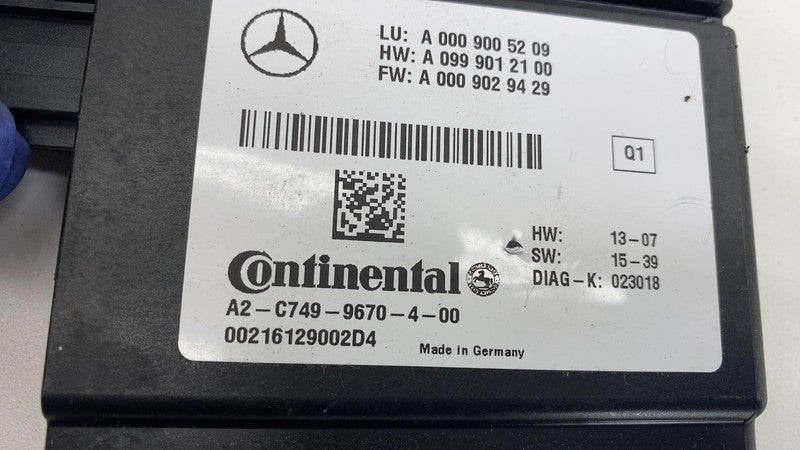 LU: A 000 900 52 09
HW: A 099 901 21 00
FW: A 000 902 94 29
Q1
HW: 13-07
SW: 15-39
DIAG-K: 023018
Continental
A2-C749-9670-4-00
00216129002D4
Made in Germany